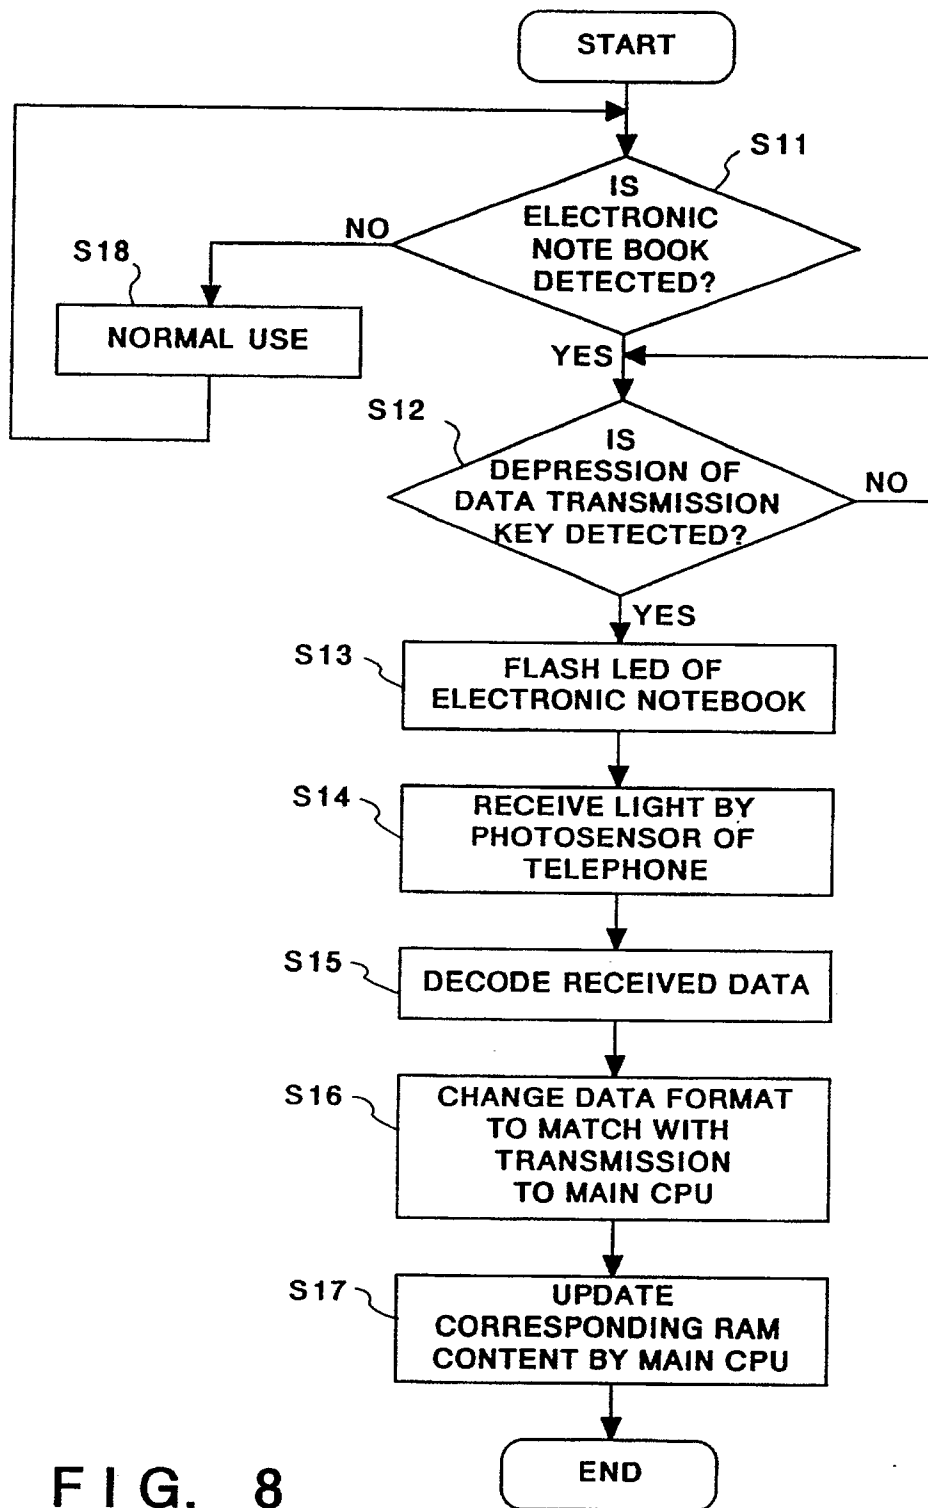 START
S11
IS
ELECTRONIC
NOTE BOOK
DETECTED?
NO
S18
NORMAL USE
YES
S12
IS
DEPRESSION OF
DATA TRANSMISSION
KEY DETECTED?
NO
YES
S13
FLASH LED OF
ELECTRONIC NOTEBOOK
S14
RECEIVE LIGHT BY
PHOTOSENSOR OF
TELEPHONE
S15
DECODE RECEIVED DATA
S16
CHANGE DATA FORMAT
TO MATCH WITH
TRANSMISSION
TO MAIN CPU
S17
UPDATE
CORRESPONDING RAM
CONTENT BY MAIN CPU
END
FIG. 8